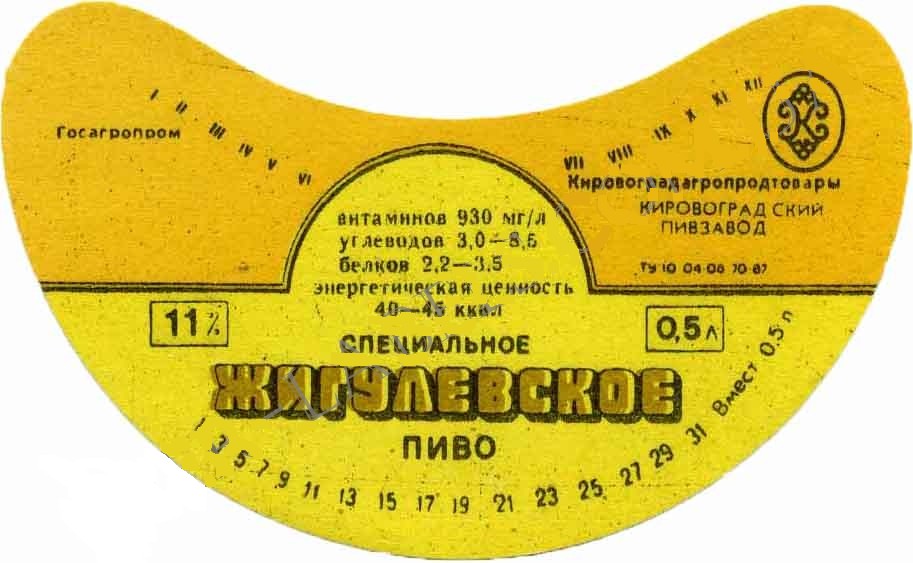 I II III IV V VI
VII VIII IX X XI XII
Госагропром
К
Кировоградагропродтовары
КИРОВОГРАДСКИЙ
ПИВЗАВОД
ТУ 10 04 06 70-87
витаминов 930 мг/л
углеводов 3,0–8,5
белков 2,2–3,5
энергетическая ценность
40–45 ккал
11%
0,5 л
СПЕЦИАЛЬНОЕ
ЖИГУЛЕВСКОЕ
ПИВО
1 3 5 7 9 11 13 15 17 19 21 23 25 27 29 31
Вмест 0.5 л